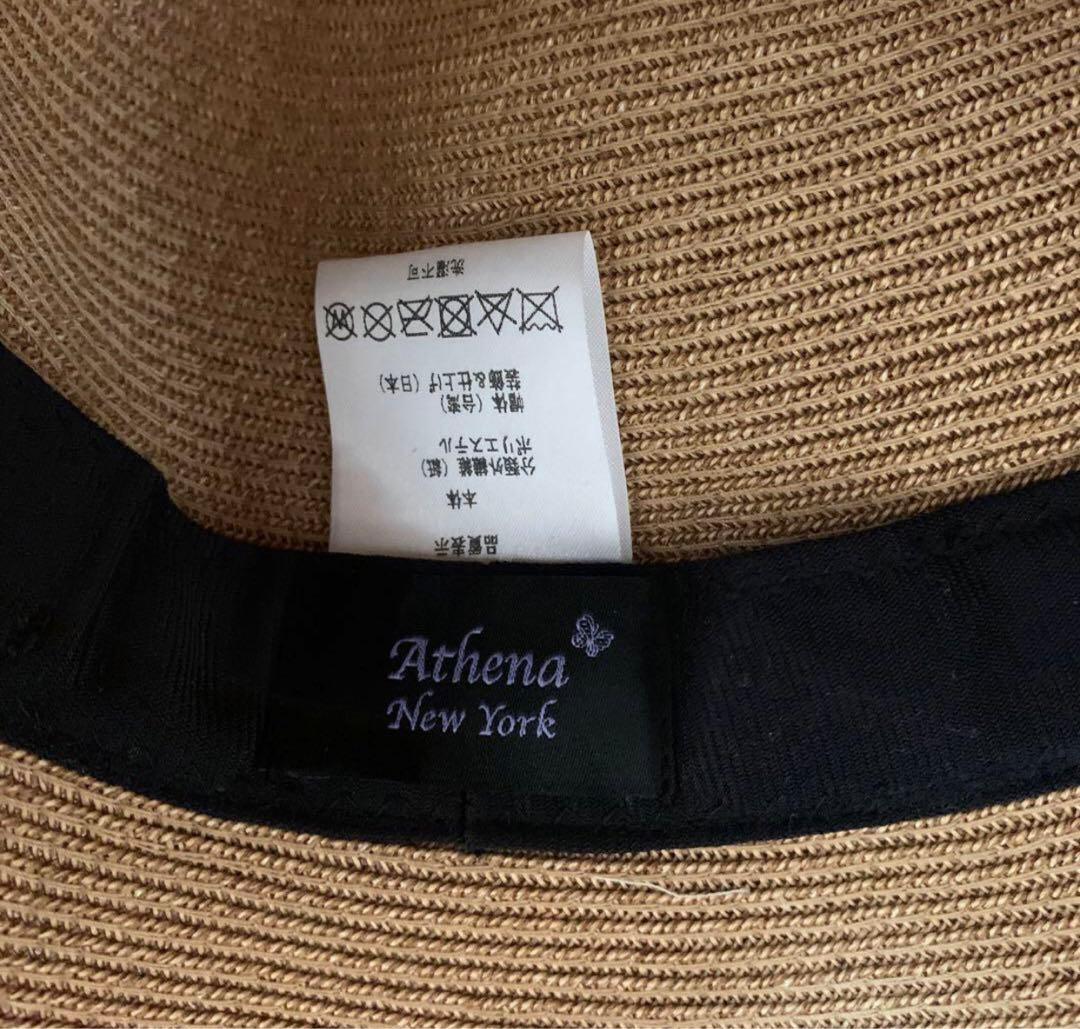 品質表示
本体
分類外繊維（紙）
ポリエステル
帽体（台湾）
装飾&仕上げ（日本）
洗濯不可
Athena
New York